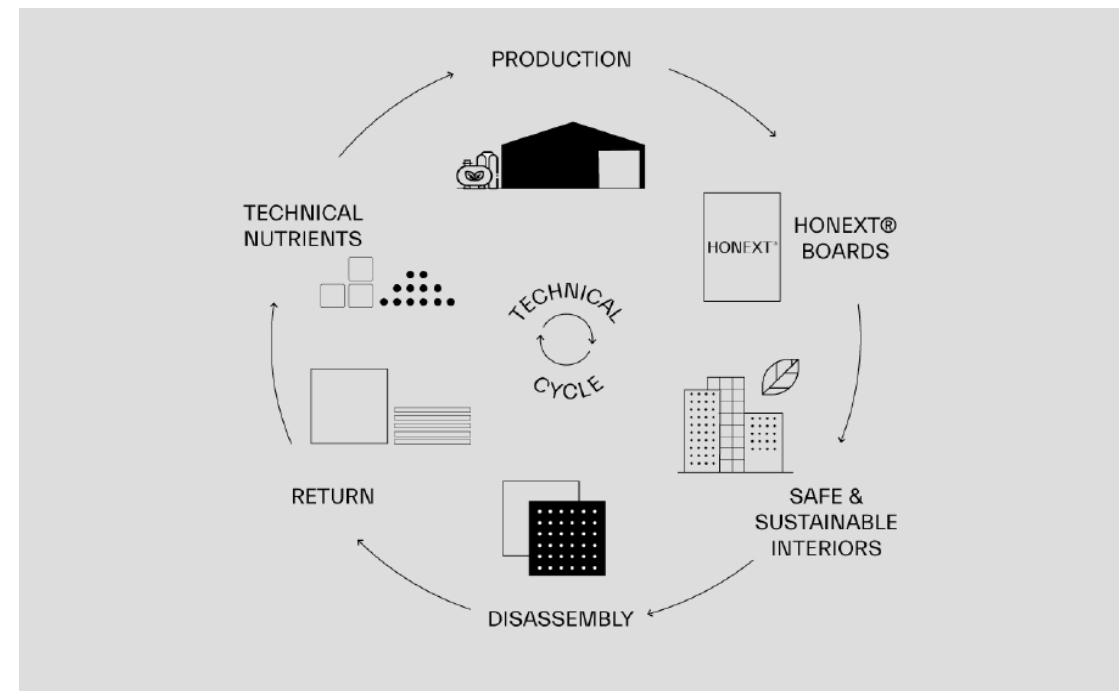 PRODUCTION
HONEXT®
HONEXT®
BOARDS
SAFE &
SUSTAINABLE
INTERIORS
DISASSEMBLY
RETURN
TECHNICAL
NUTRIENTS
TECHNICAL
CYCLE